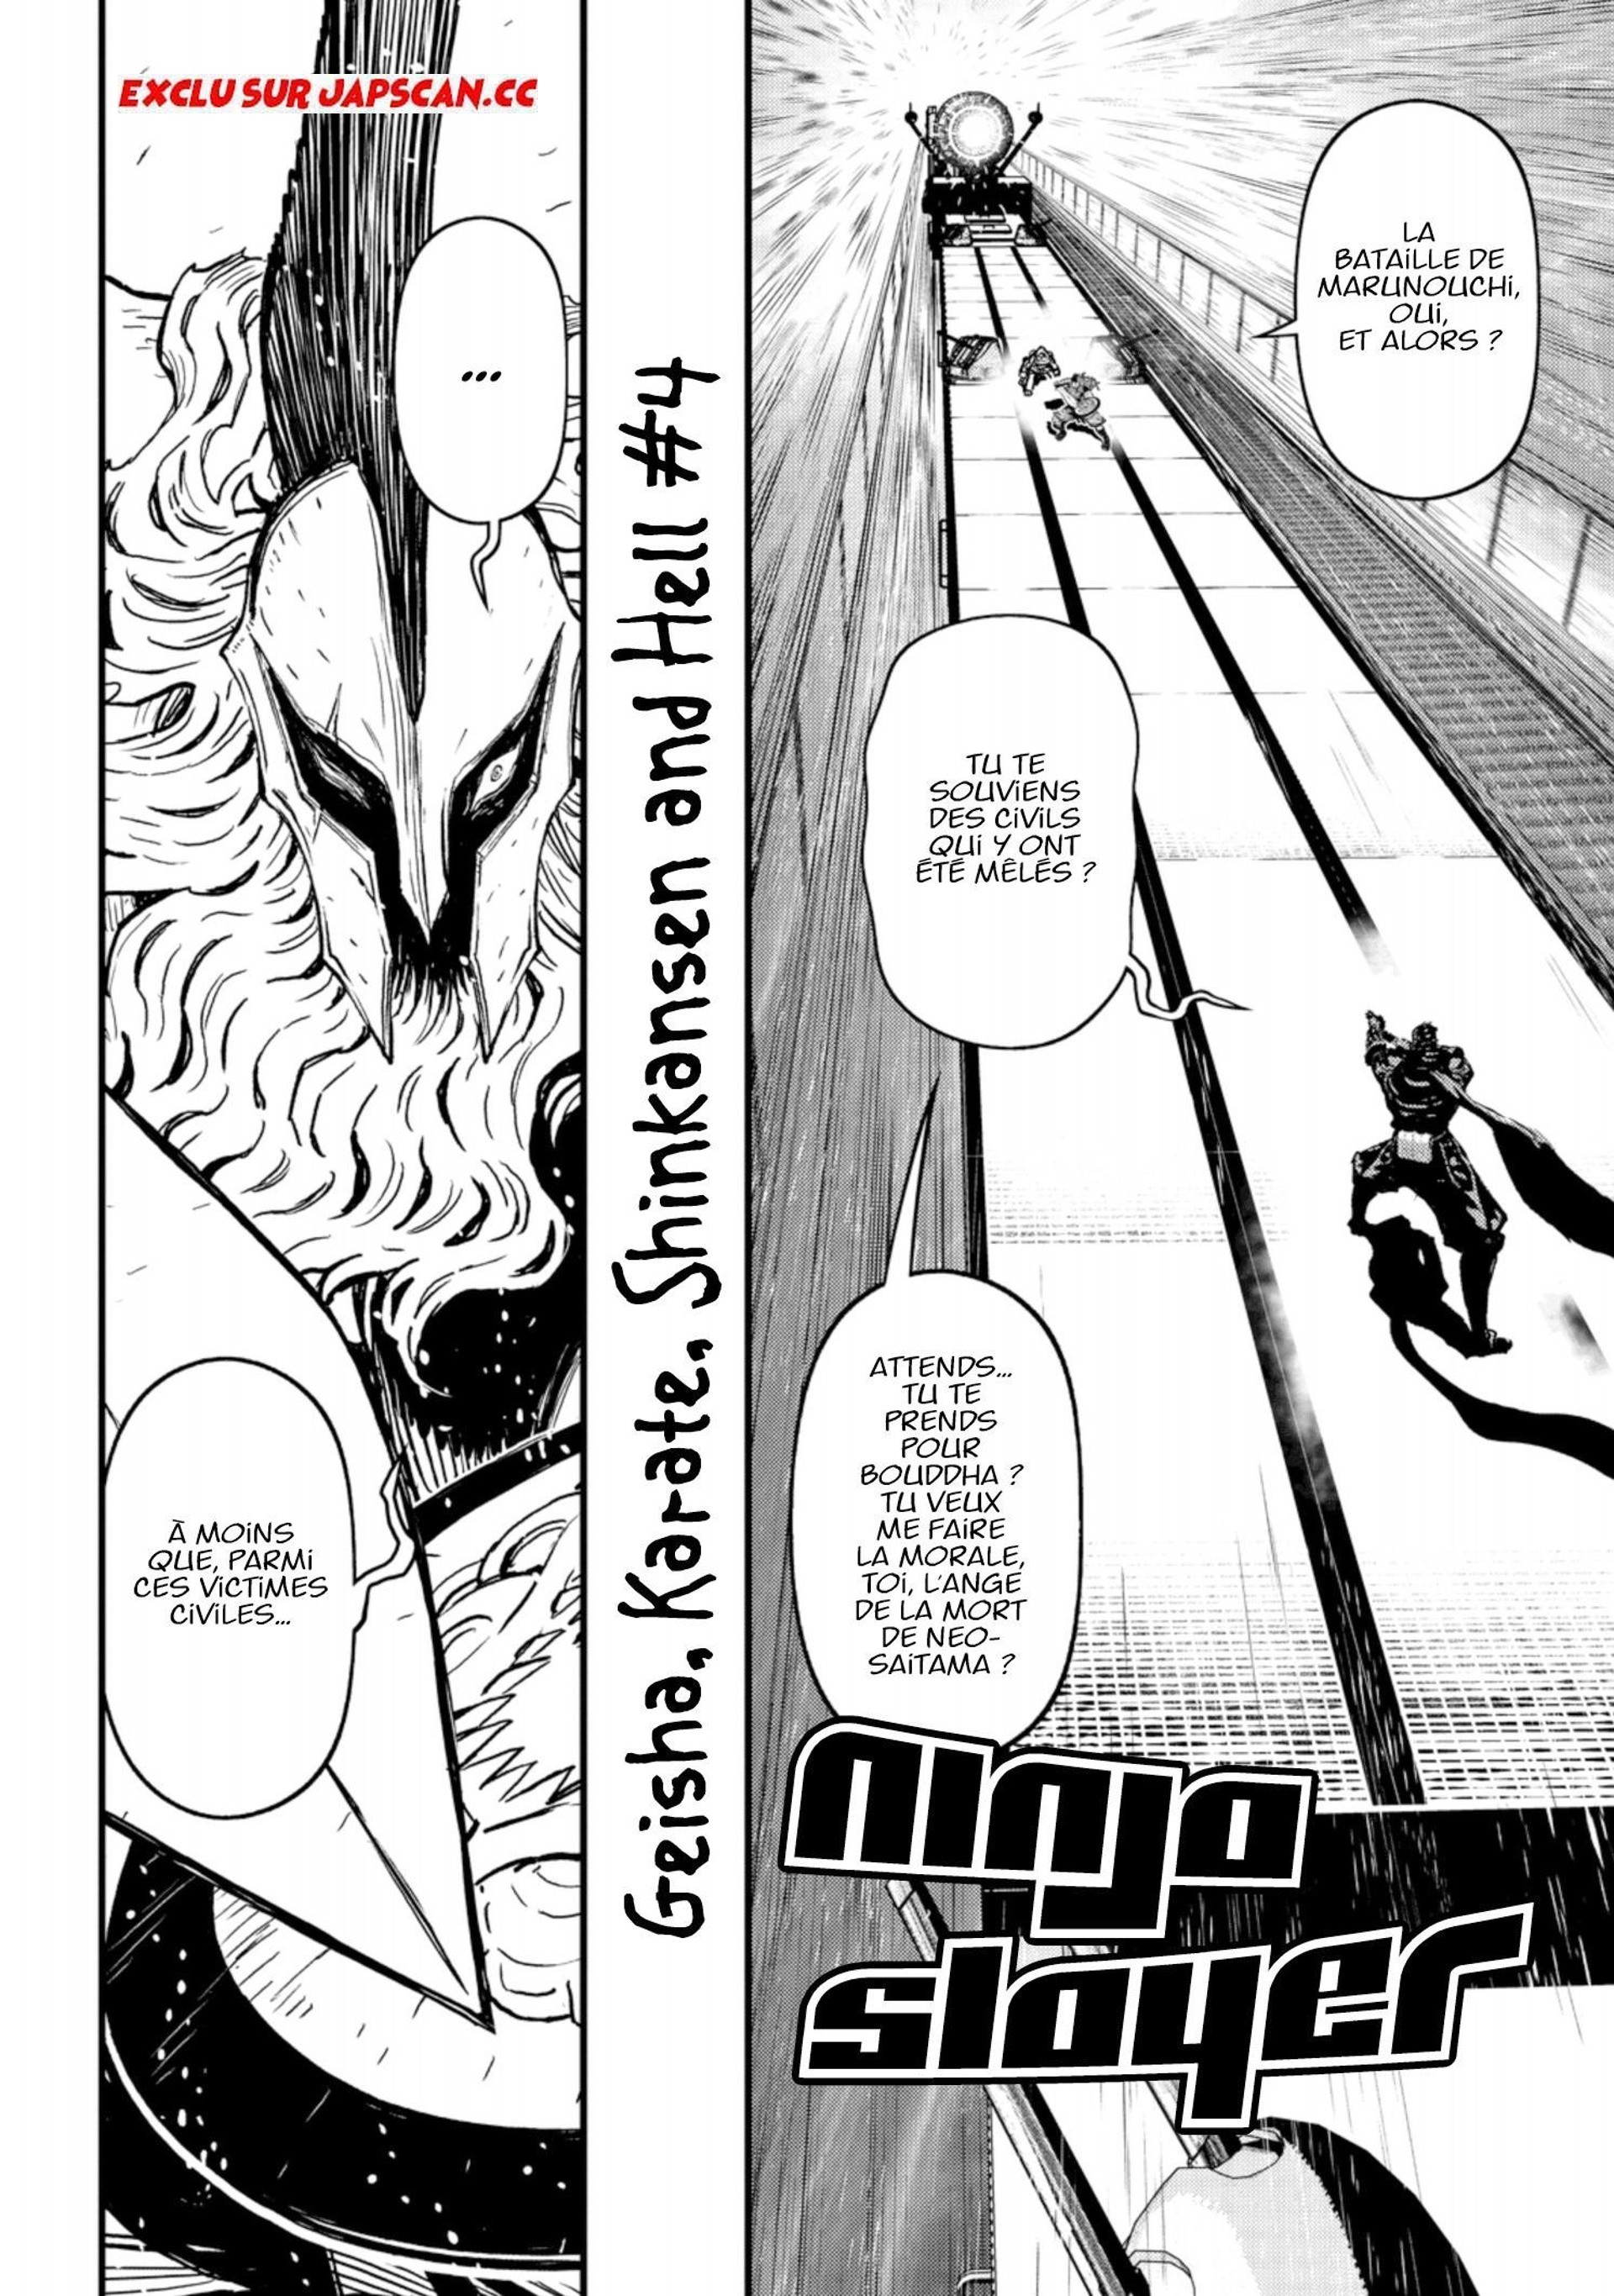 EXCLU SUR JAPSCAN.CC
LA
BATAILLE DE
MARUNOUCHI,
OUI,
ET ALORS ?
TU TE
SOUVIENS
DES CIVILS
QUI Y ONT
ÉTÉ MÊLÉS ?
ATTENDS...
TU TE
PRENDS
POUR
BOUDDHA ?
TU VEUX
ME FAIRE
LA MORALE,
TOI, L'ANGE
DE LA MORT
DE NEO-
SAITAMA ?
ninja
slayer
Geisha, Karate, Shinkansen and Hell #4
...
À MOINS
QUE, PARMI
CES VICTIMES
CIVILES...